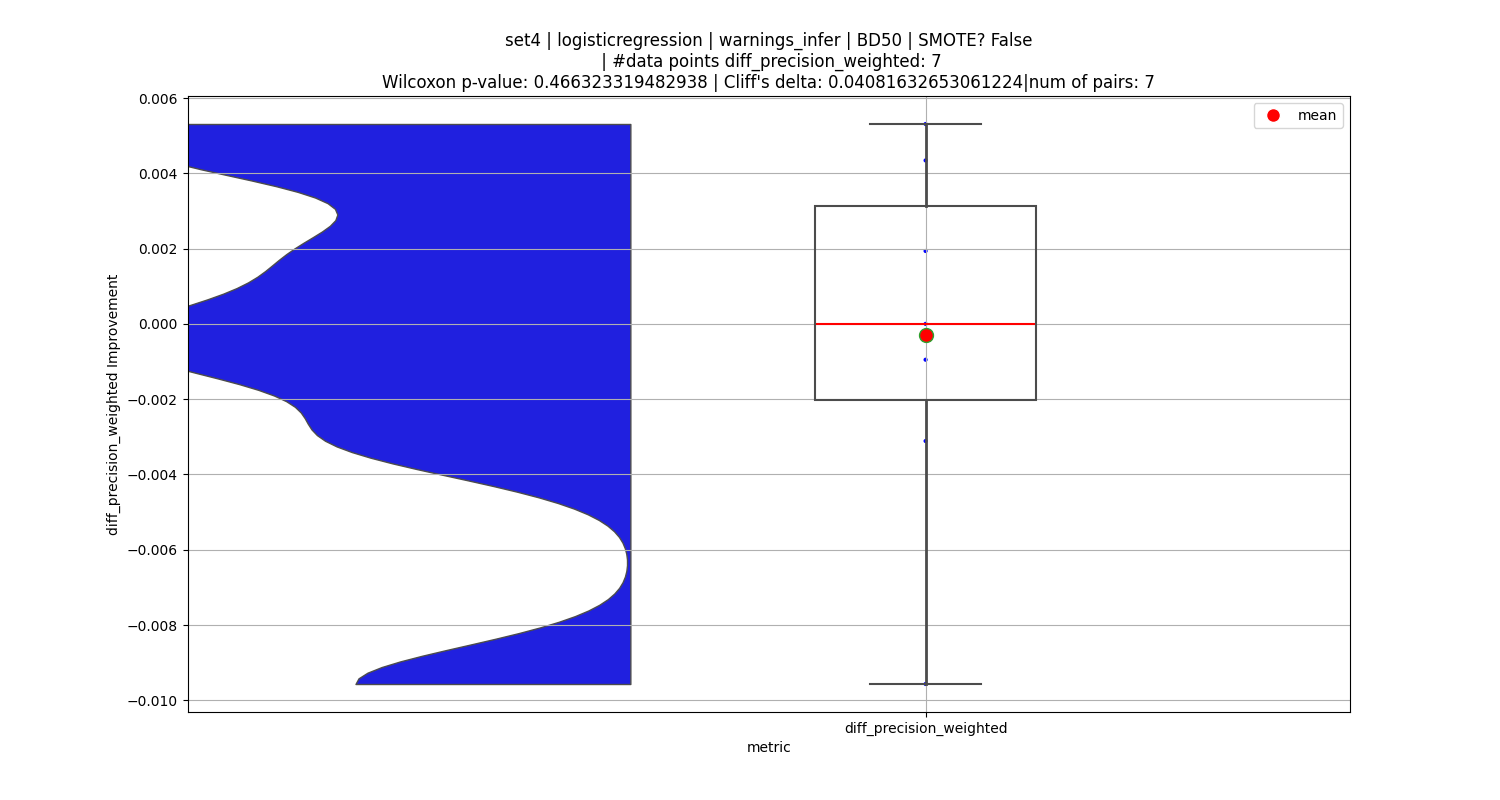 set4 | logisticregression | warnings_infer | BD50 | SMOTE? False
| #data points diff_precision_weighted: 7
Wilcoxon p-value: 0.466323319482938 | Cliff's delta: 0.04081632653061224|num of pairs: 7
mean
0.006
0.004
0.002
0.000
−0.002
−0.004
−0.006
−0.008
−0.010
diff_precision_weighted Improvement
diff_precision_weighted
metric